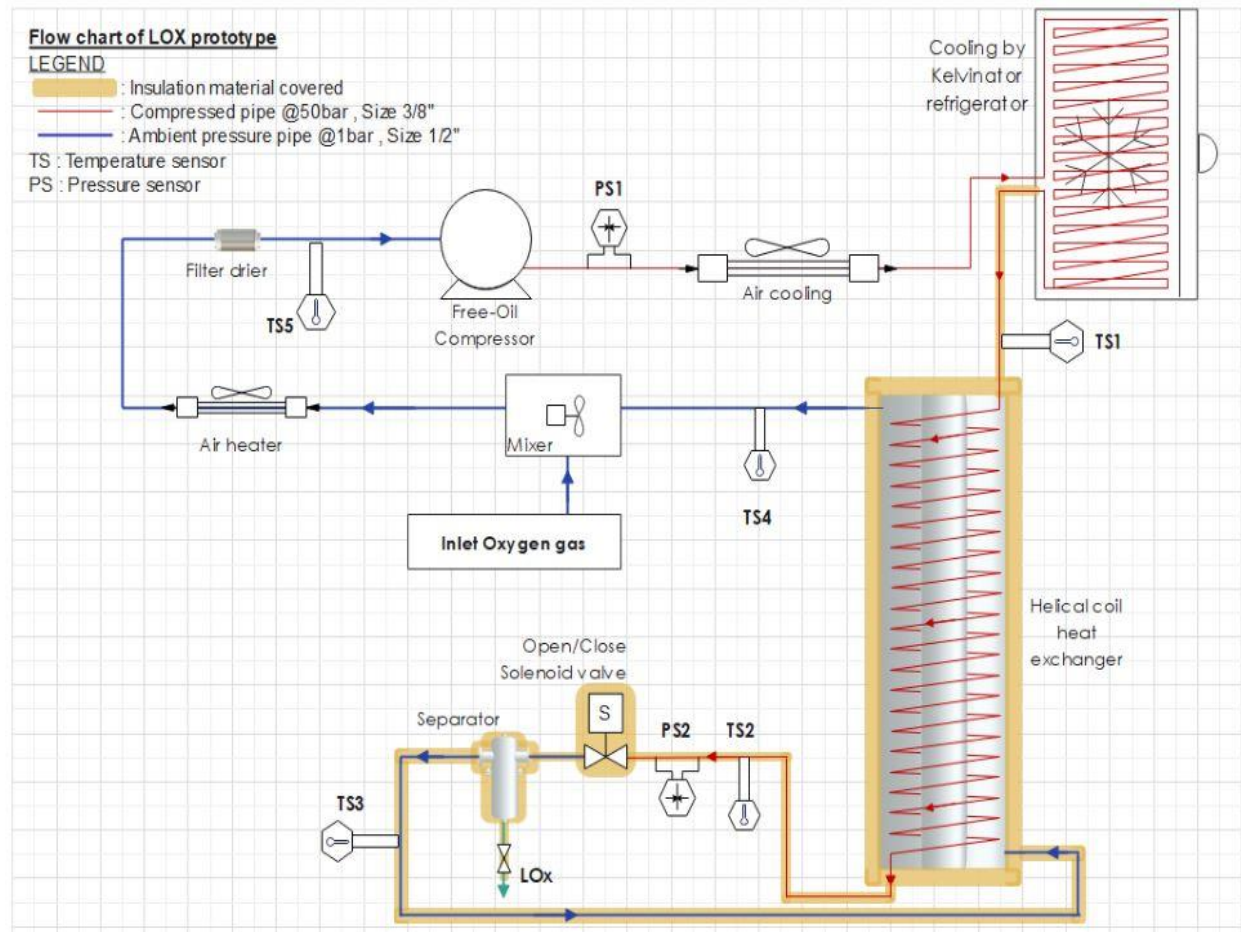 Flow chart of LOX prototype
LEGEND
: Insulation material covered
: Compressed pipe @50bar , Size 3/8"
: Ambient pressure pipe @1bar , Size 1/2"
TS : Temperature sensor
PS : Pressure sensor
Cooling by
Kelvinator
refrigerator
PS1
Filter drier
TS5
Free-Oil
Compressor
Air cooling
TS1
Air heater
Mixer
TS4
Inlet Oxygen gas
Helical coil
heat
exchanger
Open/Close
Solenoid valve
S
Separator
PS2
TS2
TS3
LOx